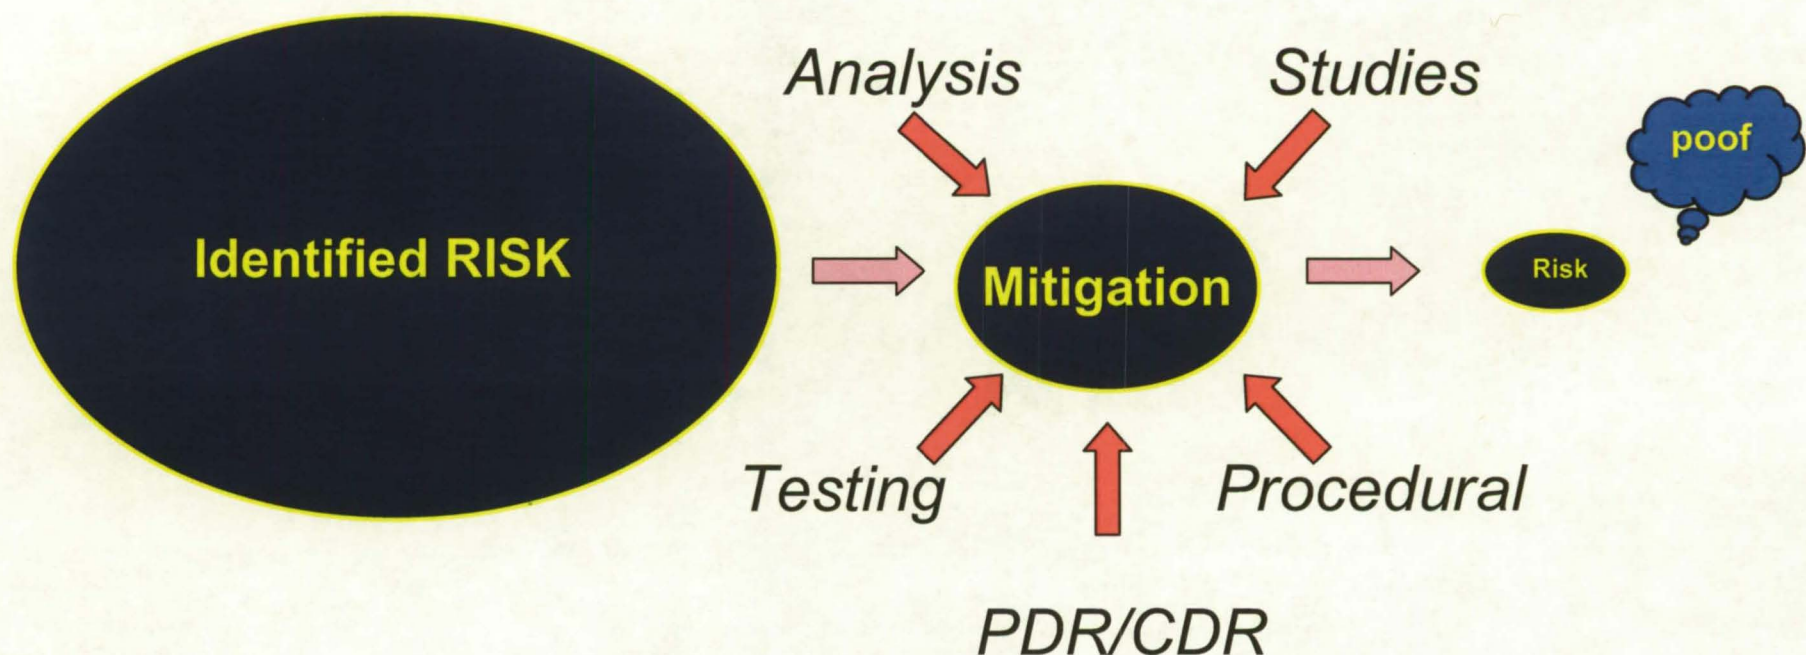 Analysis
Studies
poof
Identified RISK
Mitigation
Risk
Testing
Procedural
PDR/CDR